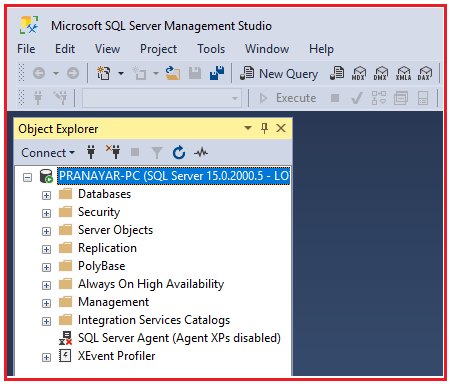 Microsoft SQL Server Management Studio
File Edit View Project Tools Window Help
New Query MDX DMX XMLA DAX
Execute
Object Explorer
Connect
PRANAYAR-PC (SQL Server 15.0.2000.5 - LO
Databases
Security
Server Objects
Replication
PolyBase
Always On High Availability
Management
Integration Services Catalogs
SQL Server Agent (Agent XPs disabled)
XEvent Profiler